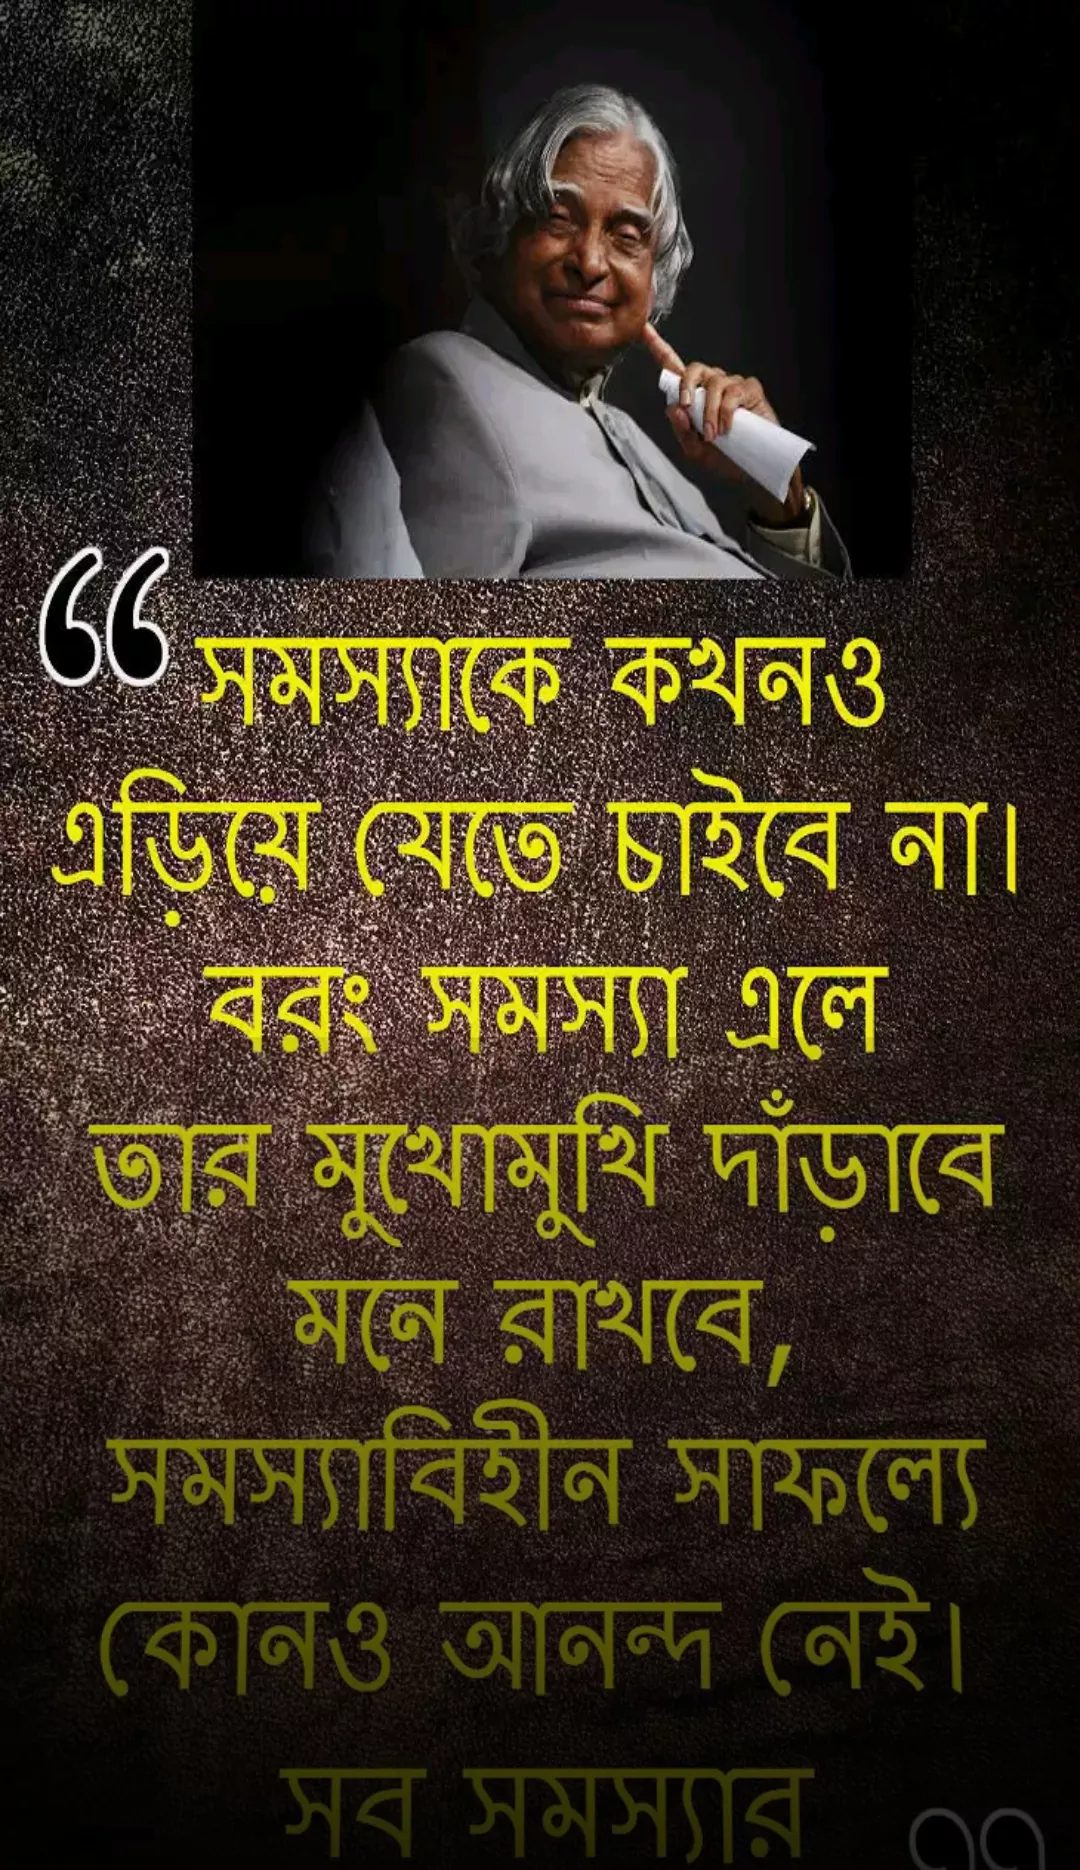 “ সমস্যাকে কখনও
এড়িয়ে যেতে চাইবে না।
বরং সমস্যা এলে
তার মুখোমুখি দাঁড়াবে
মনে রাখবে,
সমস্যাবিহীন সাফল্যে
কোনও আনন্দ নেই।
সব সমস্যার ”